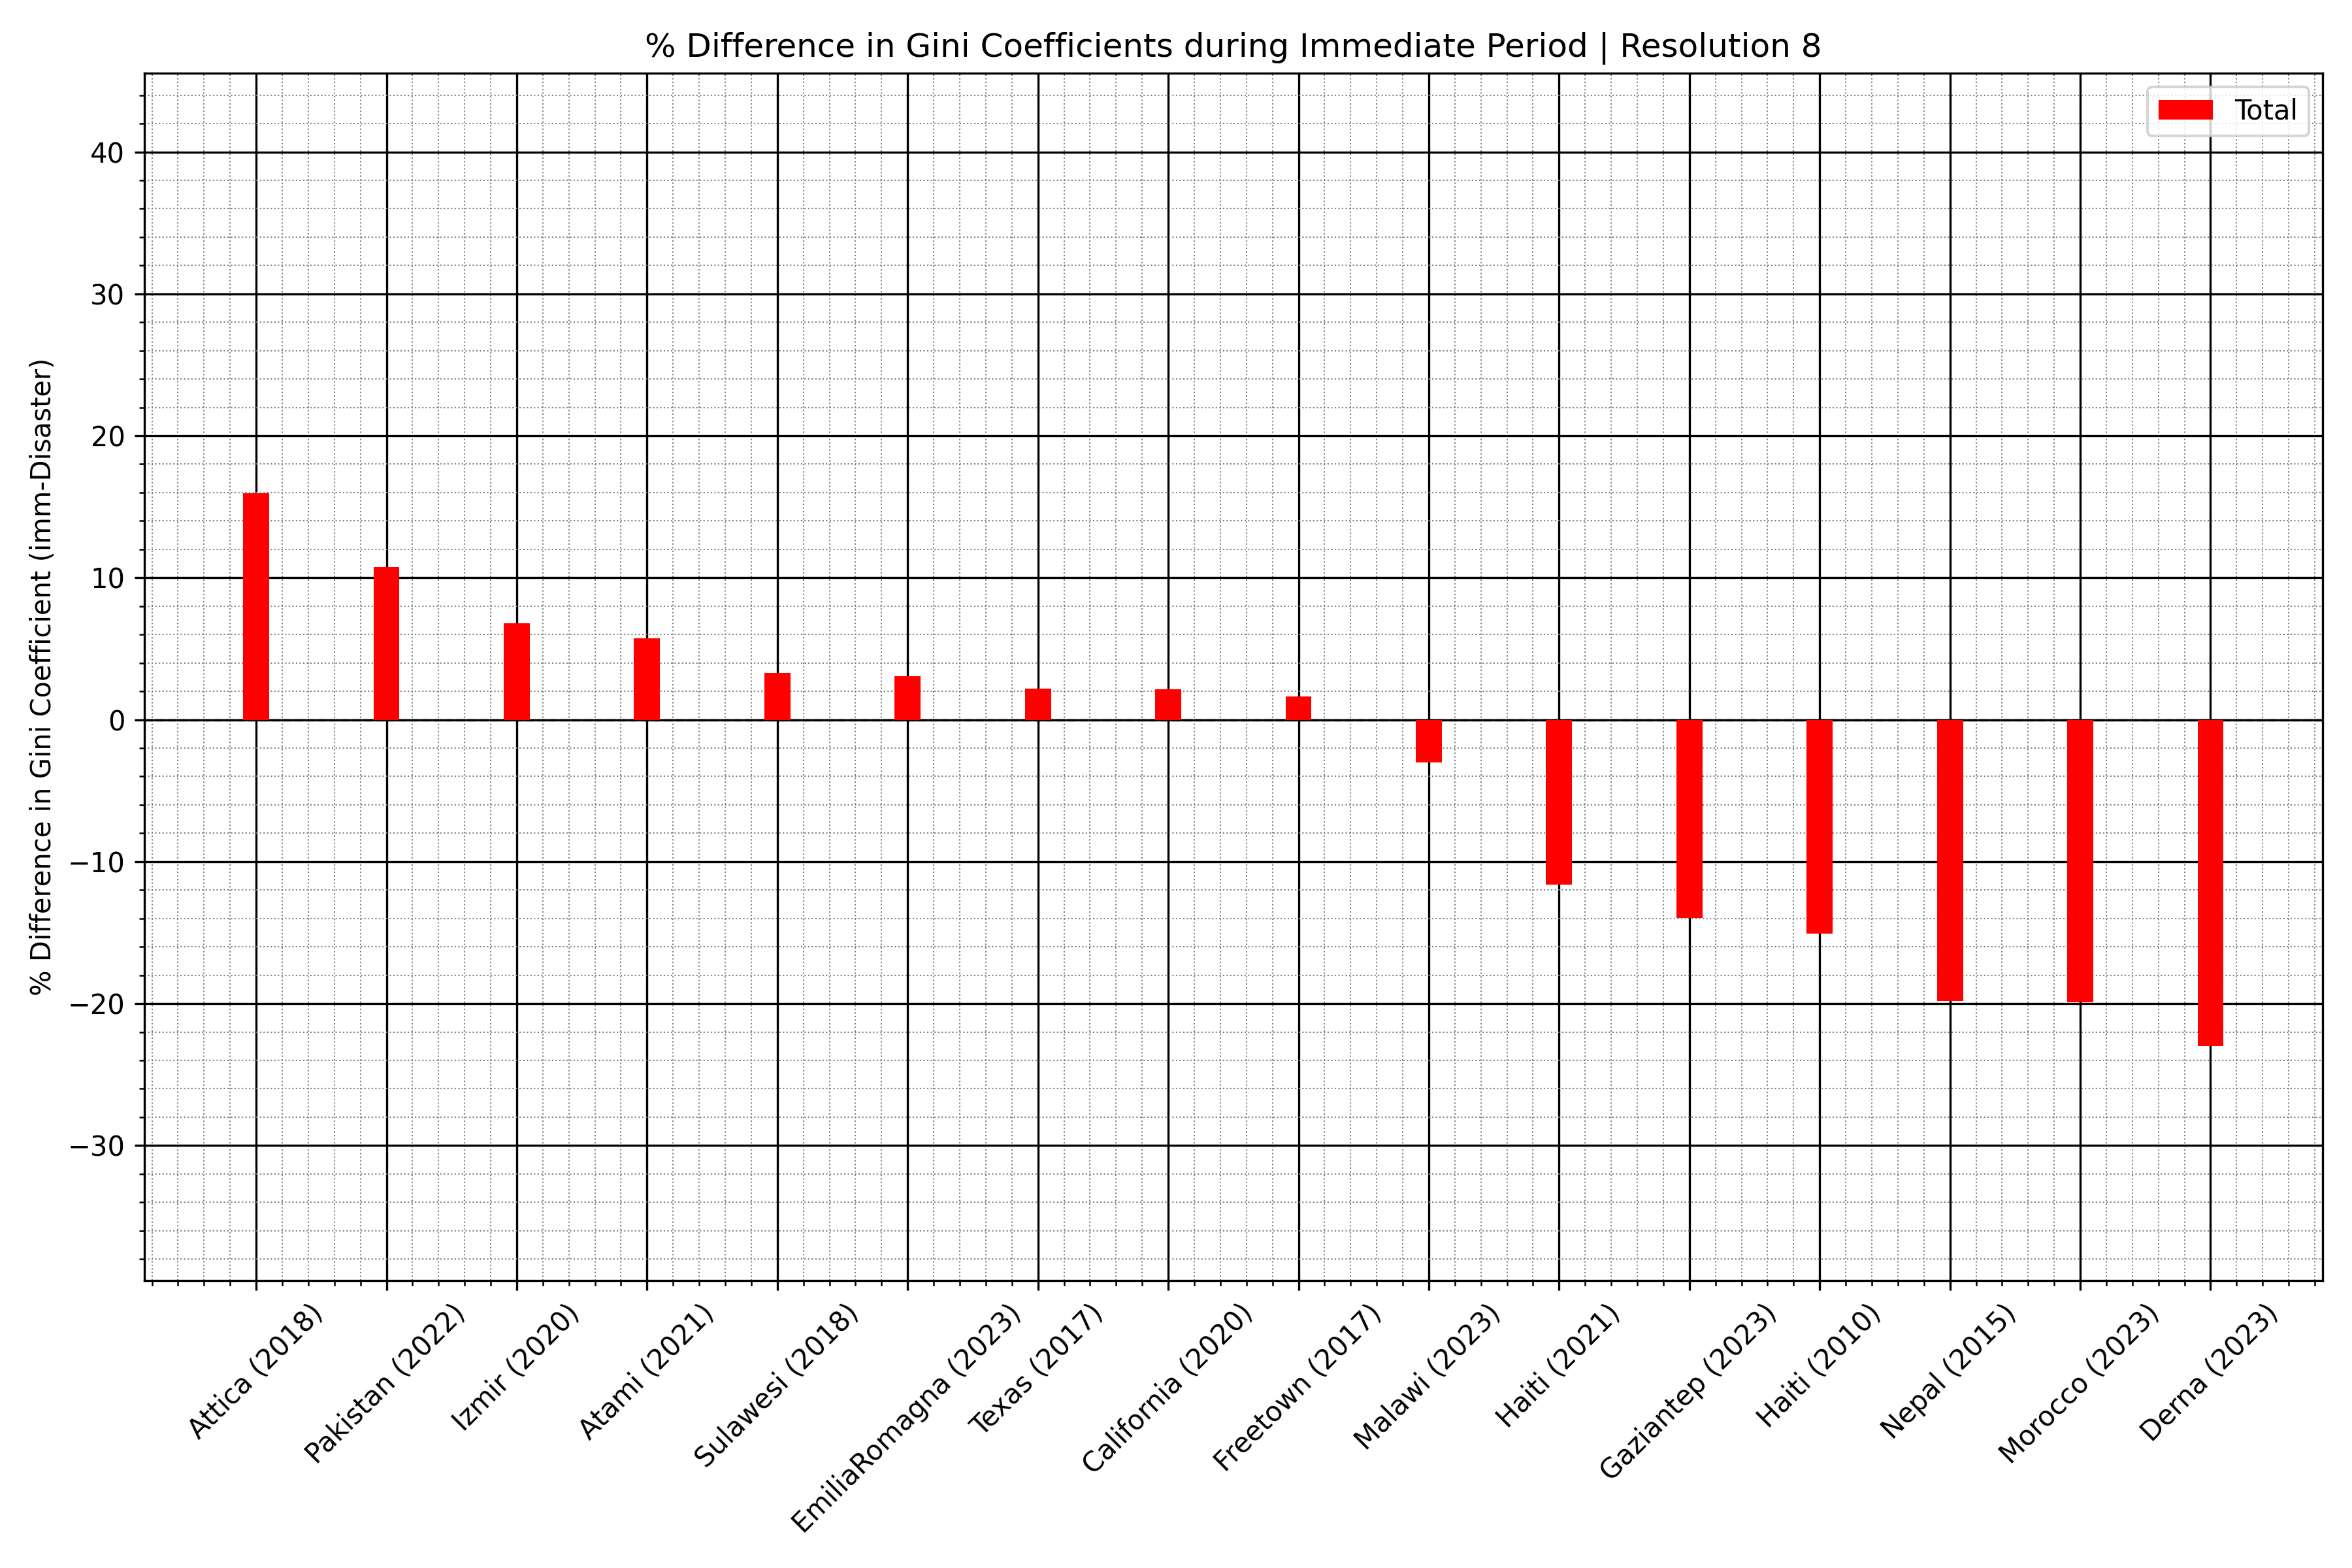 % Difference in Gini Coefficients during Immediate Period | Resolution 8
Total
% Difference in Gini Coefficient (imm-Disaster)
40
30
20
10
0
−10
−20
−30
Attica (2018)
Pakistan (2022)
Izmir (2020)
Atami (2021)
Sulawesi (2018)
EmiliaRomagna (2023)
Texas (2017)
California (2020)
Freetown (2017)
Malawi (2023)
Haiti (2021)
Gaziantep (2023)
Haiti (2010)
Nepal (2015)
Morocco (2023)
Derna (2023)